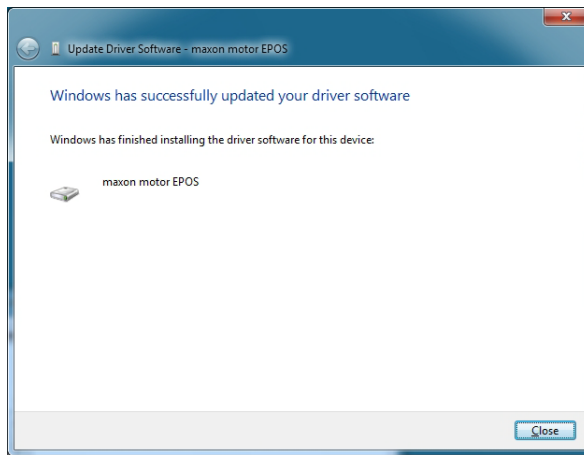 Update Driver Software - maxon motor EPOS
Windows has successfully updated your driver software
Windows has finished installing the driver software for this device:
maxon motor EPOS
Close